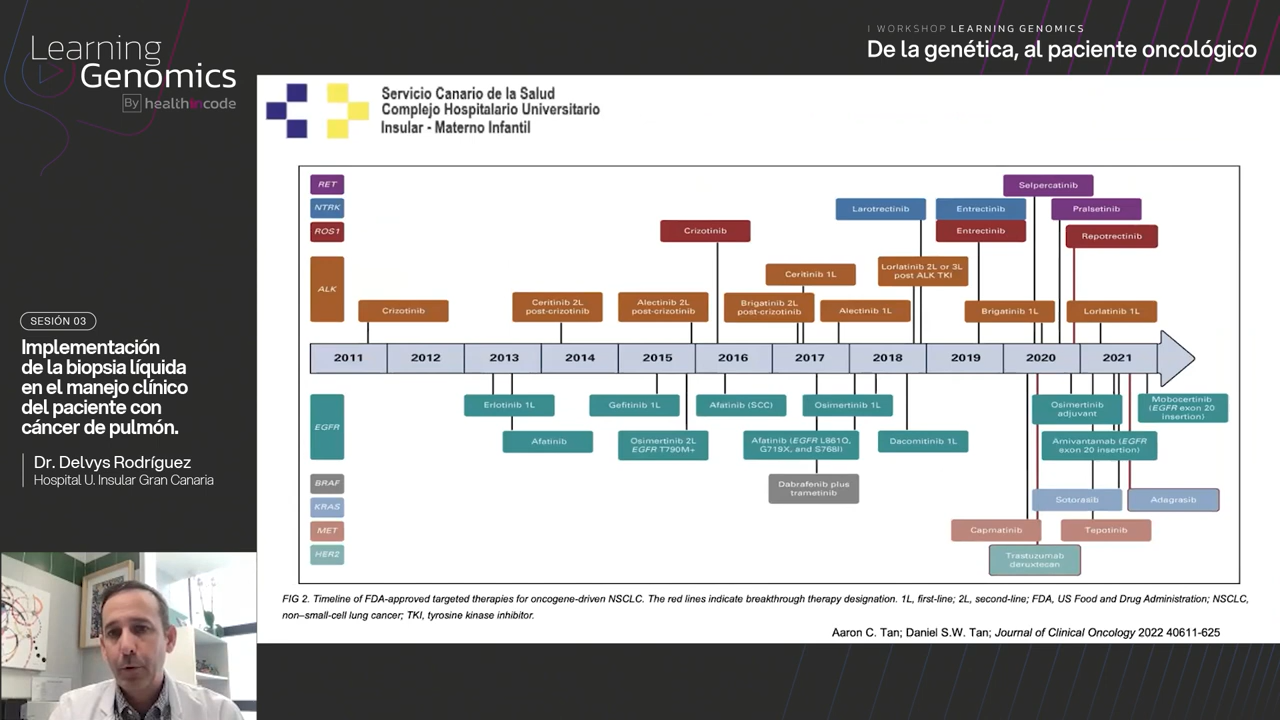 Learning
Genomics
By healthincode
I WORKSHOP LEARNING GENOMICS
De la genética, al paciente oncológico
SESIÓN 03
Implementación
de la biopsia líquida
en el manejo clínico
del paciente con
cáncer de pulmón.
Dr. Delvys Rodríguez
Hospital U. Insular Gran Canaria
Servicio Canario de la Salud
Complejo Hospitalario Universitario
Insular - Materno Infantil
RET
Selpercatinib
NTRK
Larotrectinib
Entrectinib
Pralsetinib
ROS1
Crizotinib
Entrectinib
Repotrectinib
ALK
Ceritinib 1L
Lorlatinib 2L or 3L
post ALK TKI
Crizotinib
Ceritinib 2L
post-crizotinib
Alectinib 2L
post-crizotinib
Brigatinib 2L
post-crizotinib
Alectinib 1L
Brigatinib 1L
Lorlatinib 1L
2011 2012 2013 2014 2015 2016 2017 2018 2019 2020 2021
EGFR
Erlotinib 1L
Gefitinib 1L
Afatinib (SCC)
Osimertinib 1L
Osimertinib
adjuvant
Mobocertinib
(EGFR exon 20
insertion)
Afatinib
Osimertinib 2L
EGFR T790M+
Afatinib (EGFR L861Q,
G719X, and S768I)
Dacomitinib 1L
Amivantamab (EGFR
exon 20 insertion)
BRAF
Dabrafenib plus
trametinib
KRAS
Sotorasib
Adagrasib
MET
Capmatinib
Tepotinib
HER2
Trastuzumab
deruxtecan
FIG 2. Timeline of FDA-approved targeted therapies for oncogene-driven NSCLC. The red lines indicate breakthrough therapy designation. 1L, first-line; 2L, second-line; FDA, US Food and Drug Administration; NSCLC,
non–small-cell lung cancer; TKI, tyrosine kinase inhibitor.
Aaron C. Tan; Daniel S.W. Tan; Journal of Clinical Oncology 2022 40611-625